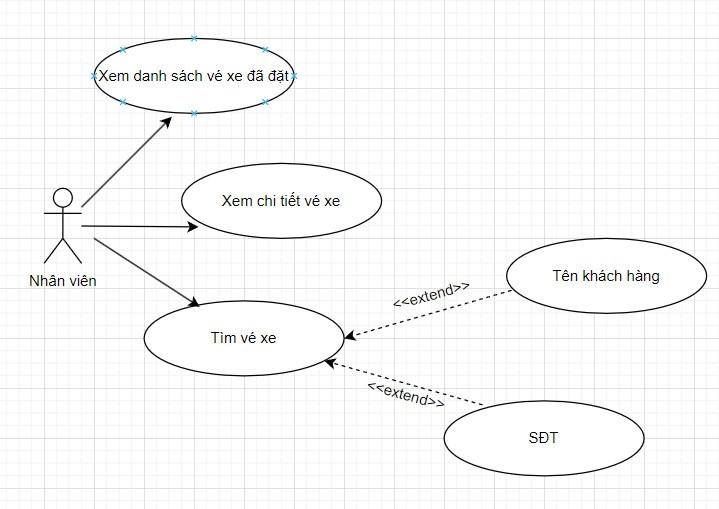 Xem danh sách vé xe đã đặt
Xem chi tiết vé xe
Nhân viên
Tên khách hàng
<<extend>>
Tìm vé xe
<<extend>>
SĐT